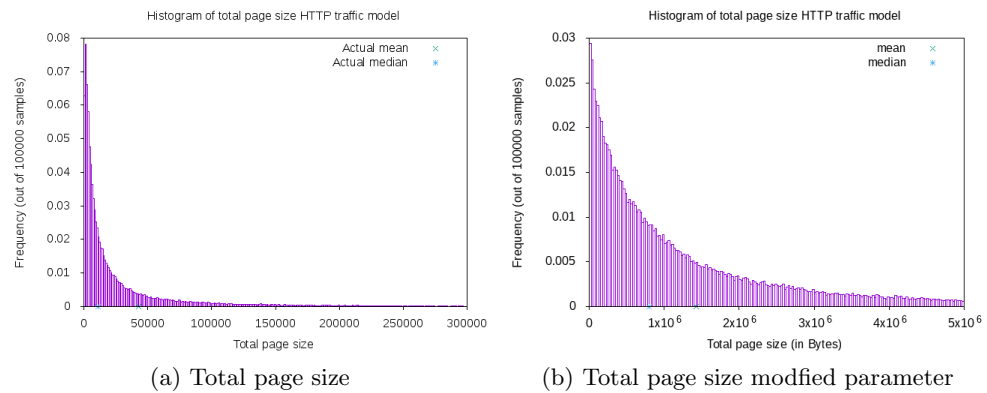 Histogram of total page size HTTP traffic model
Actual mean
Actual median
Frequency (out of 100000 samples)
0.08
0.07
0.06
0.05
0.04
0.03
0.02
0.01
0
0 50000 100000 150000 200000 250000 300000
Total page size
(a) Total page size
Histogram of total page size HTTP traffic model
mean
median
Frequency (out of 100000 samples)
0.03
0.025
0.02
0.015
0.01
0.005
0
0 1x10^6 2x10^6 3x10^6 4x10^6 5x10^6
Total page size (in Bytes)
(b) Total page size modfied parameter